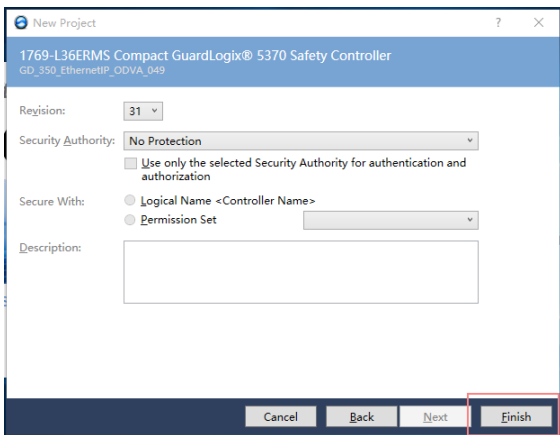 New Project
? ×
1769-L36ERMS Compact GuardLogix® 5370 Safety Controller
GD_350_EthernetIP_ODVA_049
Revision: 31
Security Authority: No Protection
Use only the selected Security Authority for authentication and
authorization
Secure With: Logical Name <Controller Name>
Permission Set
Description:
Cancel Back Next Finish